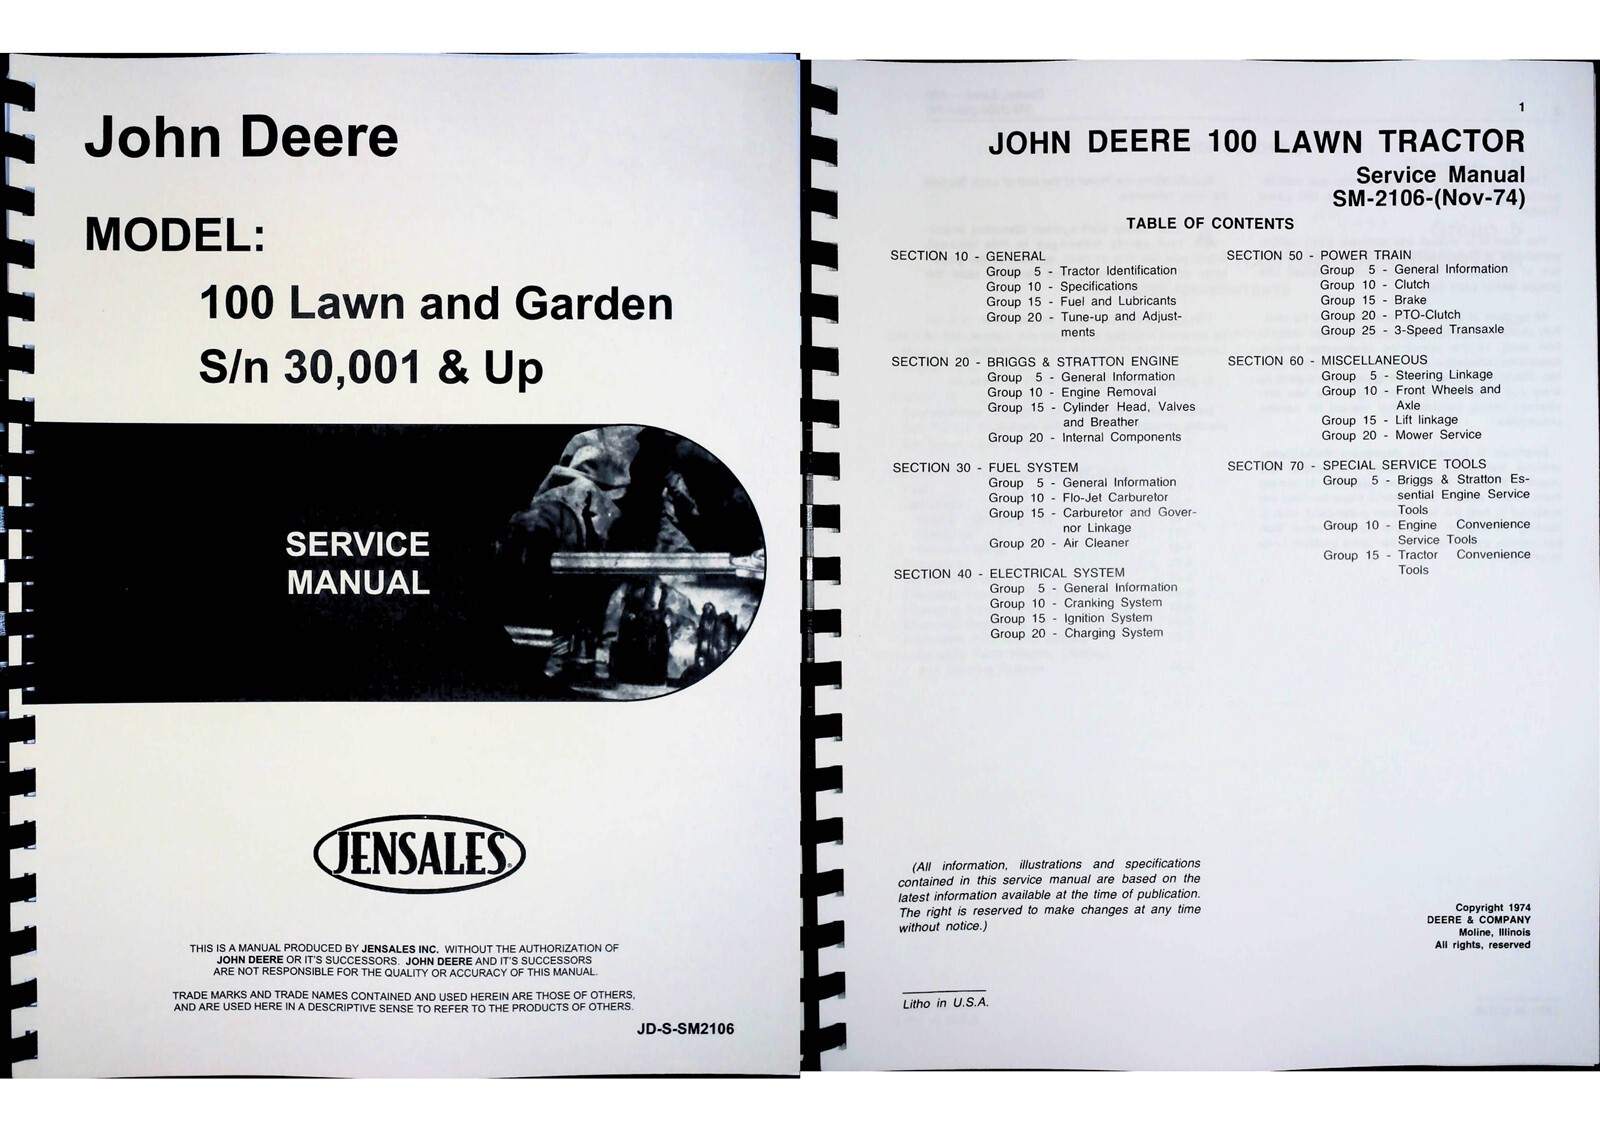 John Deere
MODEL:
100 Lawn and Garden
S/n 30,001 & Up
SERVICE
MANUAL
JENSALES
THIS IS A MANUAL PRODUCED BY JENSALES INC. WITHOUT THE AUTHORIZATION OF
JOHN DEERE OR IT'S SUCCESSORS. JOHN DEERE AND IT'S SUCCESSORS
ARE NOT RESPONSIBLE FOR THE QUALITY OR ACCURACY OF THIS MANUAL.
TRADE MARKS AND TRADE NAMES CONTAINED AND USED HEREIN ARE THOSE OF OTHERS,
AND ARE USED HERE IN A DESCRIPTIVE SENSE TO REFER TO THE PRODUCTS OF OTHERS.
JD-S-SM2106
1
JOHN DEERE 100 LAWN TRACTOR
Service Manual
SM-2106-(Nov-74)
TABLE OF CONTENTS
SECTION 10 - GENERAL
Group 5 - Tractor Identification
Group 10 - Specifications
Group 15 - Fuel and Lubricants
Group 20 - Tune-up and Adjust-
ments
SECTION 20 - BRIGGS & STRATTON ENGINE
Group 5 - General Information
Group 10 - Engine Removal
Group 15 - Cylinder Head, Valves
and Breather
Group 20 - Internal Components
SECTION 30 - FUEL SYSTEM
Group 5 - General Information
Group 10 - Flo-Jet Carburetor
Group 15 - Carburetor and Gover-
nor Linkage
Group 20 - Air Cleaner
SECTION 40 - ELECTRICAL SYSTEM
Group 5 - General Information
Group 10 - Cranking System
Group 15 - Ignition System
Group 20 - Charging System
SECTION 50 - POWER TRAIN
Group 5 - General Information
Group 10 - Clutch
Group 15 - Brake
Group 20 - PTO-Clutch
Group 25 - 3-Speed Transaxle
SECTION 60 - MISCELLANEOUS
Group 5 - Steering Linkage
Group 10 - Front Wheels and
Axle
Group 15 - Lift linkage
Group 20 - Mower Service
SECTION 70 - SPECIAL SERVICE TOOLS
Group 5 - Briggs & Stratton Es-
sential Engine Service
Tools
Group 10 - Engine Convenience
Service Tools
Group 15 - Tractor Convenience
Tools
(All information, illustrations and specifications
contained in this service manual are based on the
latest information available at the time of publication.
The right is reserved to make changes at any time
without notice.)
Copyright 1974
DEERE & COMPANY
Moline, Illinois
All rights, reserved
Litho in U.S.A.